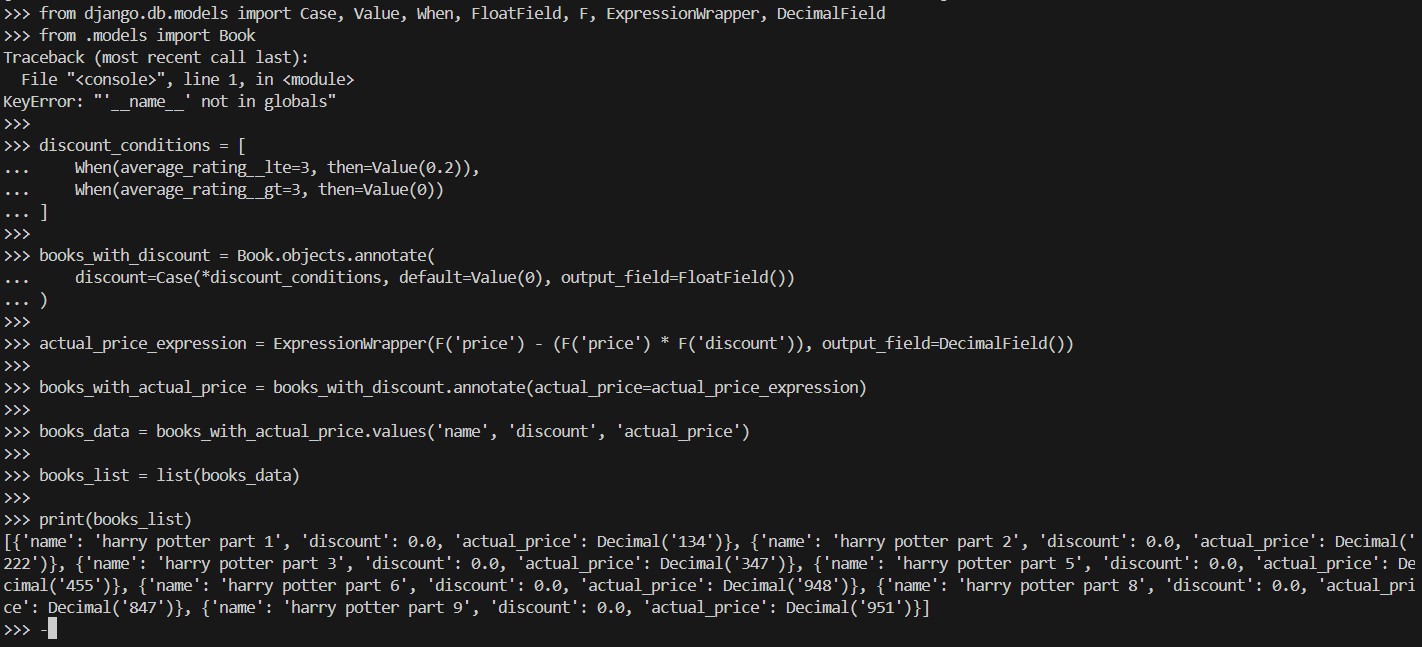 >>> from django.db.models import Case, Value, When, FloatField, F, ExpressionWrapper, DecimalField
>>> from .models import Book
Traceback (most recent call last):
  File "<console>", line 1, in <module>
KeyError: "'__name__' not in globals"
>>>
>>> discount_conditions = [
...     When(average_rating__lte=3, then=Value(0.2)),
...     When(average_rating__gt=3, then=Value(0))
... ]
>>>
>>> books_with_discount = Book.objects.annotate(
...     discount=Case(*discount_conditions, default=Value(0), output_field=FloatField())
... )
>>>
>>> actual_price_expression = ExpressionWrapper(F('price') - (F('price') * F('discount')), output_field=DecimalField())
>>>
>>> books_with_actual_price = books_with_discount.annotate(actual_price=actual_price_expression)
>>>
>>> books_data = books_with_actual_price.values('name', 'discount', 'actual_price')
>>>
>>> books_list = list(books_data)
>>>
>>> print(books_list)
[{'name': 'harry potter part 1', 'discount': 0.0, 'actual_price': Decimal('134')}, {'name': 'harry potter part 2', 'discount': 0.0, 'actual_price': Decimal('
222')}, {'name': 'harry potter part 3', 'discount': 0.0, 'actual_price': Decimal('347')}, {'name': 'harry potter part 5', 'discount': 0.0, 'actual_price': De
cimal('455')}, {'name': 'harry potter part 6', 'discount': 0.0, 'actual_price': Decimal('948')}, {'name': 'harry potter part 8', 'discount': 0.0, 'actual_pri
ce': Decimal('847')}, {'name': 'harry potter part 9', 'discount': 0.0, 'actual_price': Decimal('951')}]
>>> -